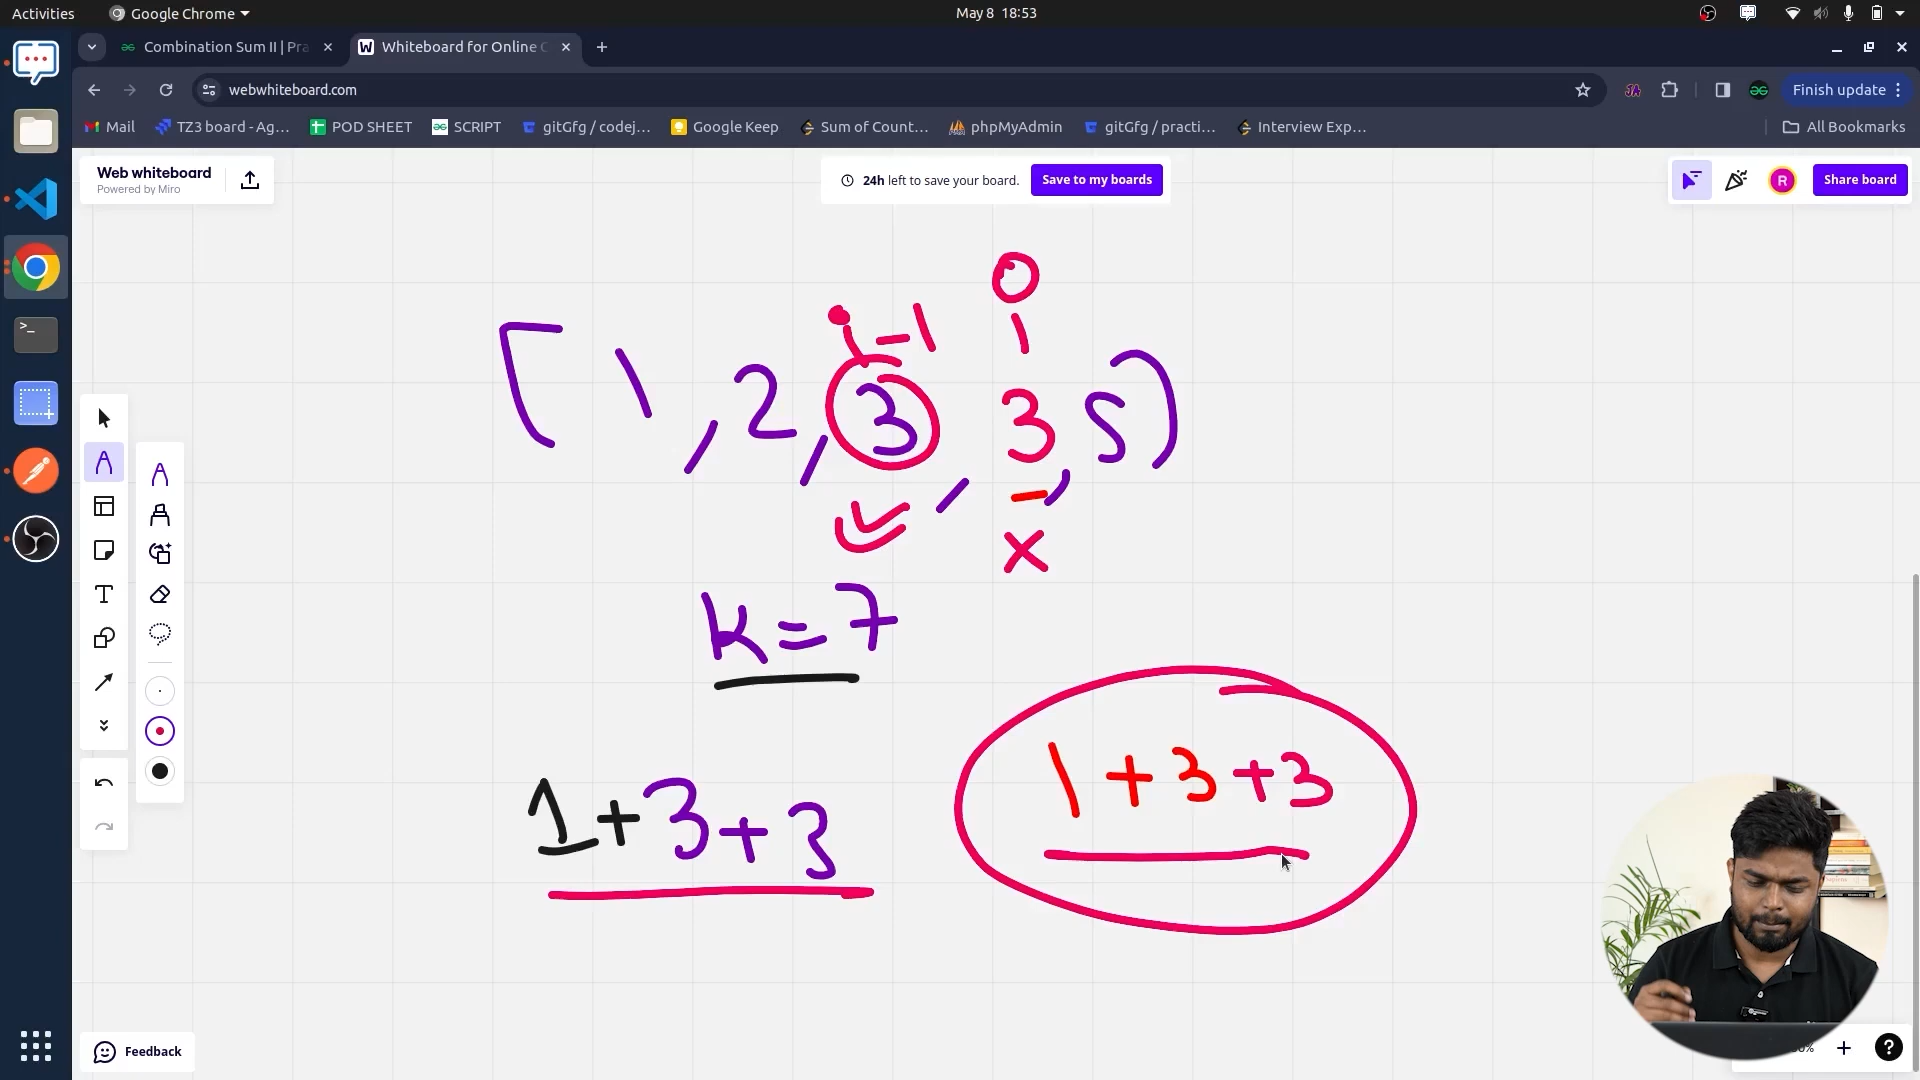 Activities Google Chrome May 8 18:53
Combination Sum II | Pra Whiteboard for Online C
webwhiteboard.com Finish update
Mail TZ3 board - Ag... POD SHEET SCRIPT gitGfg / codej... Google Keep Sum of Count... phpMyAdmin gitGfg / practi... Interview Exp... All Bookmarks
Web whiteboard
Powered by Miro
24h left to save your board. Save to my boards
R Share board
i-1 i
[1, 2, 3, 3, 5]
x
k=7
1+3+3
1+3+3
T
Feedback
%